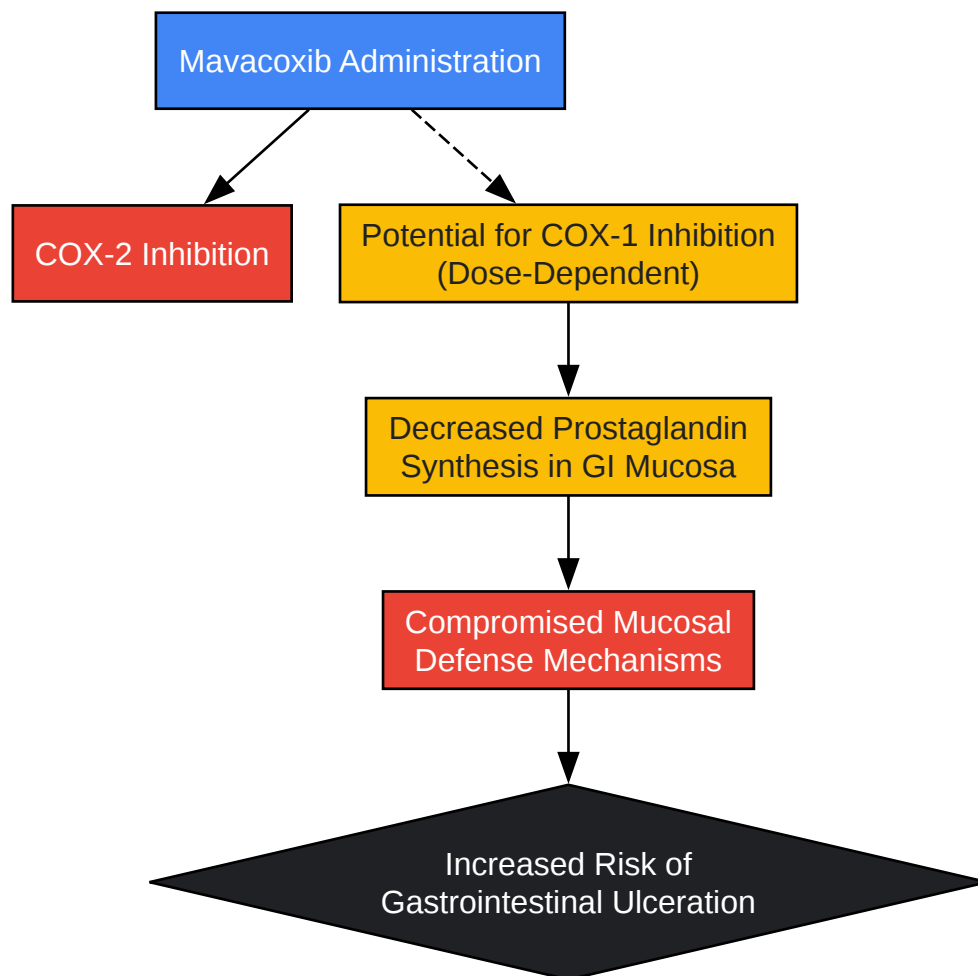 Mavacoxib Administration
COX-2 Inhibition
Potential for COX-1 Inhibition
(Dose-Dependent)
Decreased Prostaglandin
Synthesis in GI Mucosa
Compromised Mucosal
Defense Mechanisms
Increased Risk of
Gastrointestinal Ulceration